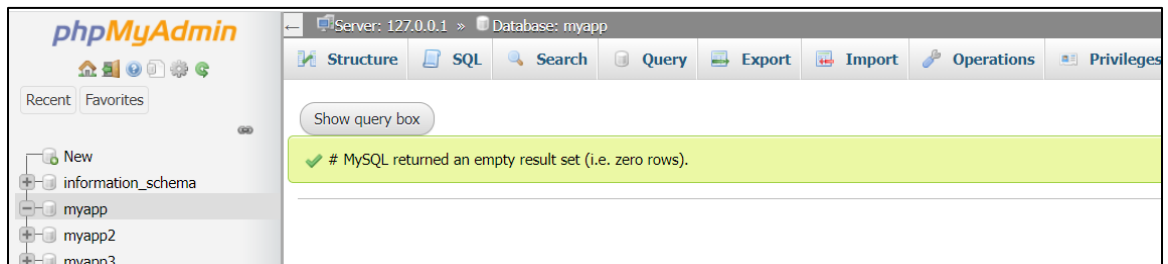 phpMyAdmin
Recent Favorites
New
information_schema
myapp
myapp2
myapp3
← Server: 127.0.0.1 » Database: myapp
Structure SQL Search Query Export Import Operations Privileges
Show query box
# MySQL returned an empty result set (i.e. zero rows).